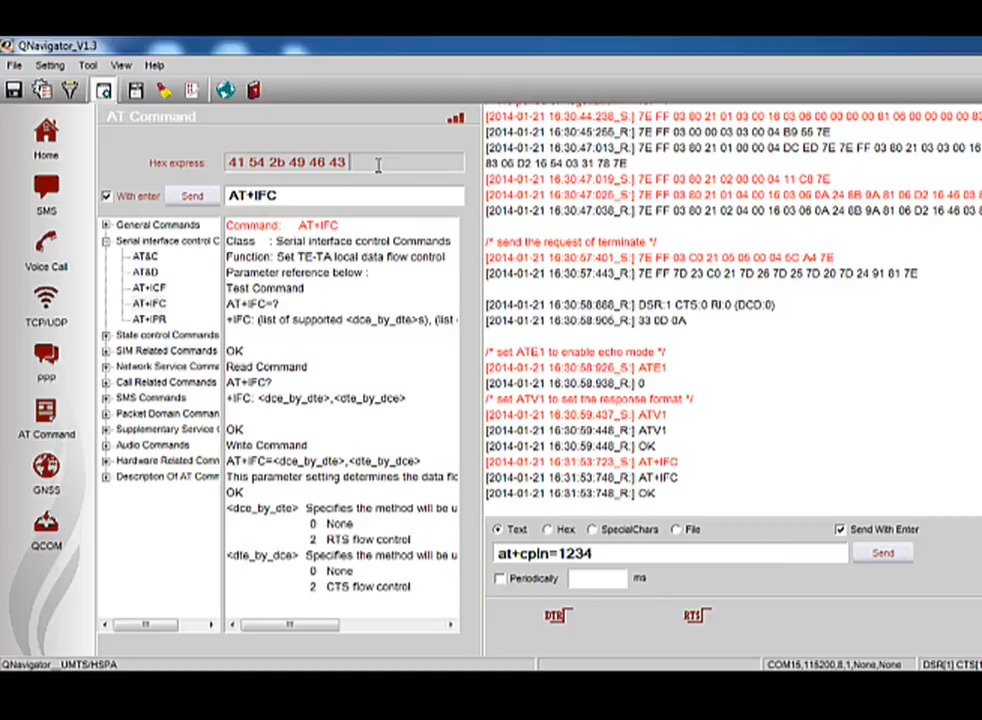 QNavigator_V1.3
File Setting Tool View Help
Home
SMS
Voice Call
TCP/UDP
PPP
AT Command
GNSS
QCOM
AT Command
Hex express: 41 54 2b 49 46 43
With enter Send AT+IFC
General Commands
Serial interface control C
AT&C
AT&D
AT+ICF
AT+IFC
AT+IPR
State control Commands
SIM Related Commands
Network Service Comma
Call Related Commands
SMS Commands
Packet Domain Comman
Supplementary Service (
Audio Commands
Hardware Related Comm
Description Of AT Comm
Command: AT+IFC
Class : Serial interface control Commands
Function: Set TE-TA local data flow control
Parameter reference below :
Test Command
AT+IFC=?
+IFC: (list of supported <dce_by_dte>s), (list
OK
Read Command
AT+IFC?
+IFC: <dce_by_dte>,<dte_by_dce>
OK
Write Command
AT+IFC=<dce_by_dte>,<dte_by_dce>
This parameter setting determines the data fl
OK
<dce_by_dte> Specifies the method will be u
0 None
2 RTS flow control
<dte_by_dce> Specifies the method will be u
0 None
2 CTS flow control
[2014-01-21 16:30:44:238_S:] 7E FF 03 80 21 01 03 00 16 03 06 00 00 00 00 81 06 00 00 00 00 83
[2014-01-21 16:30:45:266_R:] 7E FF 03 00 00 03 03 00 04 B9 55 7E
[2014-01-21 16:30:47:013_R:] 7E FF 03 80 21 01 00 04 DC ED 7E 7E FF 03 80 21 03 03 00 16
83 06 D2 16 54 03 31 78 7E
[2014-01-21 16:30:47:019_S:] 7E FF 03 80 21 02 00 00 04 11 C8 7E
[2014-01-21 16:30:47:025_S:] 7E FF 03 80 21 01 04 00 16 03 06 0A 24 8B 9A 81 06 D2 16 46 03
[2014-01-21 16:30:47:038_R:] 7E FF 03 80 21 02 04 00 16 03 06 0A 24 8B 9A 81 06 D2 16 46 03
/* send the request of terminate */
[2014-01-21 16:30:57:401_S:] 7E FF 03 C0 21 05 05 00 04 5C A4 7E
[2014-01-21 16:30:57:443_R:] 7E FF 7D 23 C0 21 7D 26 7D 25 7D 20 7D 24 91 81 7E
[2014-01-21 16:30:58:888_R:] DSR:1 CTS:0 RI:0 (DCD:0)
[2014-01-21 16:30:58:905_R:] 33 0D 0A
/* set ATE1 to enable echo mode */
[2014-01-21 16:30:58:926_S:] ATE1
[2014-01-21 16:30:58:938_R:] 0
/* set ATV1 to set the response format */
[2014-01-21 16:30:59:437_S:] ATV1
[2014-01-21 16:30:59:448_R:] ATV1
[2014-01-21 16:30:59:448_R:] OK
[2014-01-21 16:31:53:723_S:] AT+IFC
[2014-01-21 16:31:53:748_R:] AT+IFC
[2014-01-21 16:31:53:748_R:] OK
Text Hex SpecialChars File Send With Enter
at+cpin=1234 Send
Periodically ms
DTR RTS
QNavigator__UMTS/HSPA COM15,115200,8,1,None,None DSR[1] CTS[1